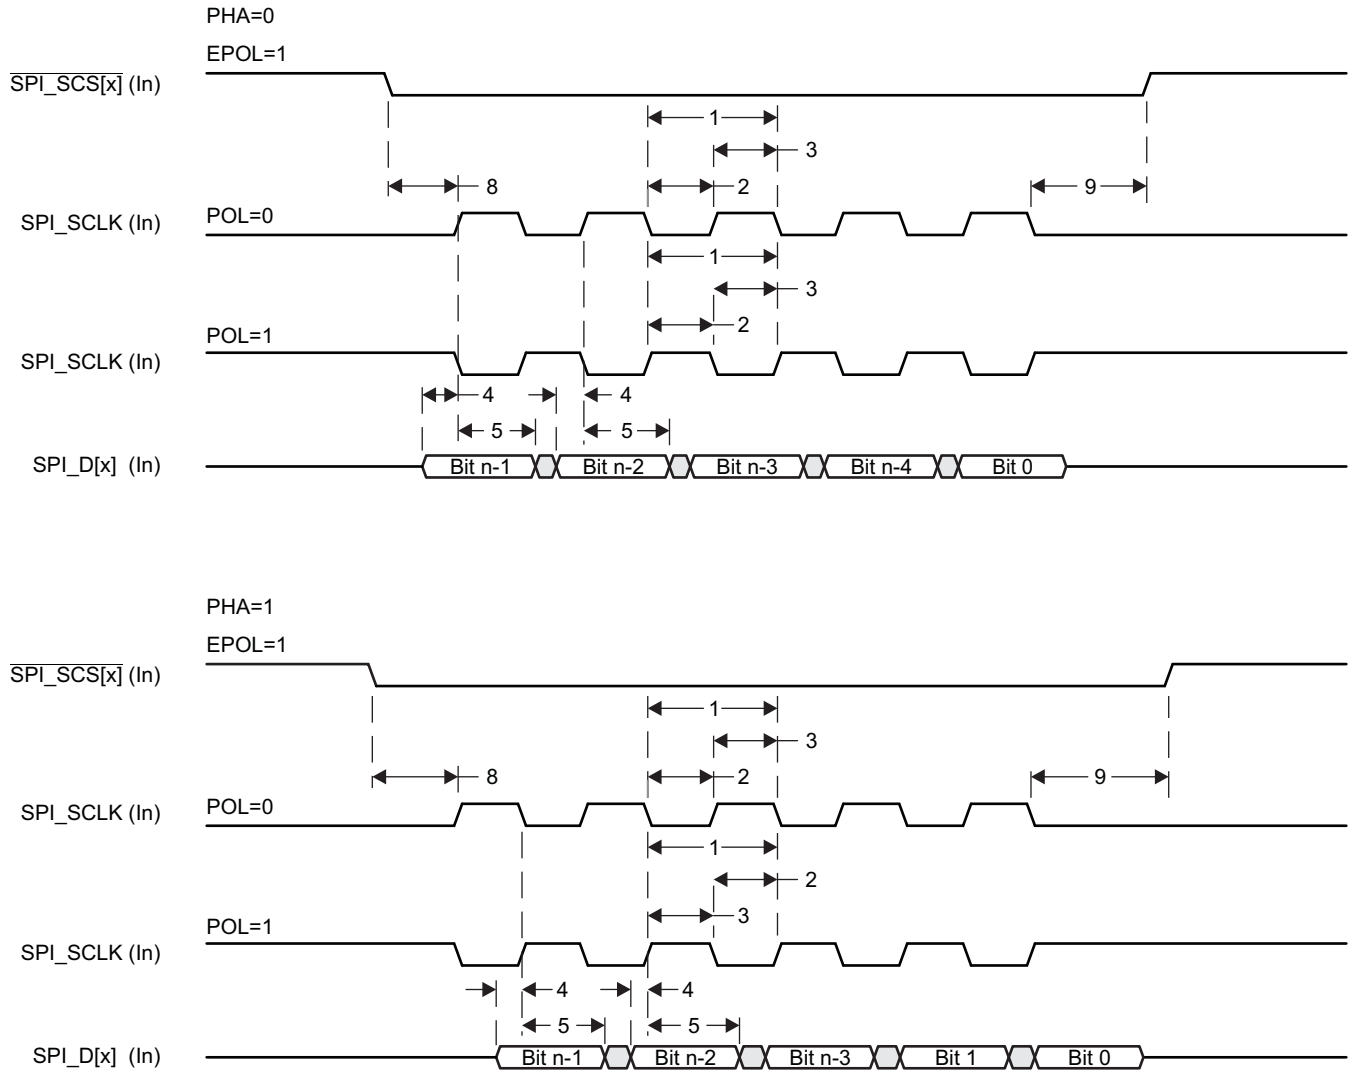 PHA=0
EPOL=1
SPI_SCS[x] (In)
1
3
8
2
9
POL=0
SPI_SCLK (In)
1
3
2
POL=1
SPI_SCLK (In)
4
4
5
5
SPI_D[x] (In)
Bit n-1
Bit n-2
Bit n-3
Bit n-4
Bit 0
PHA=1
EPOL=1
SPI_SCS[x] (In)
1
3
8
2
9
POL=0
SPI_SCLK (In)
1
2
3
POL=1
SPI_SCLK (In)
4
4
5
5
SPI_D[x] (In)
Bit n-1
Bit n-2
Bit n-3
Bit 1
Bit 0